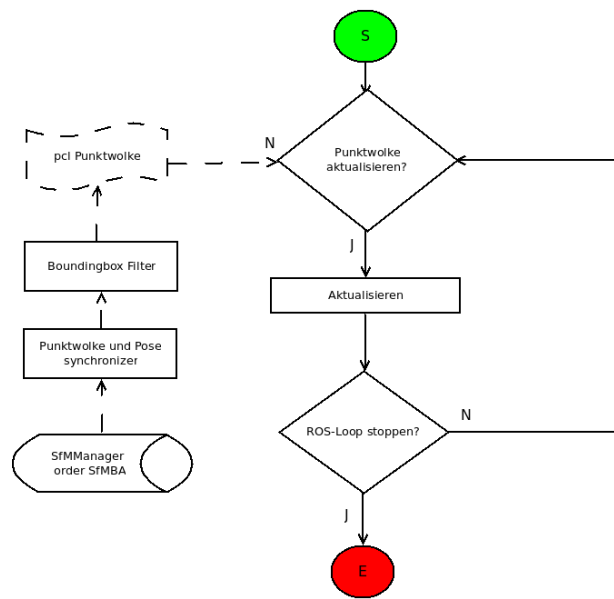 S
N
pcl Punktwolke
Punktwolke
aktualisieren?
J
Boundingbox Filter
Aktualisieren
Punktwolke und Pose
synchronizer
N
ROS-Loop stoppen?
SfMManager
order SfMBA
J
E